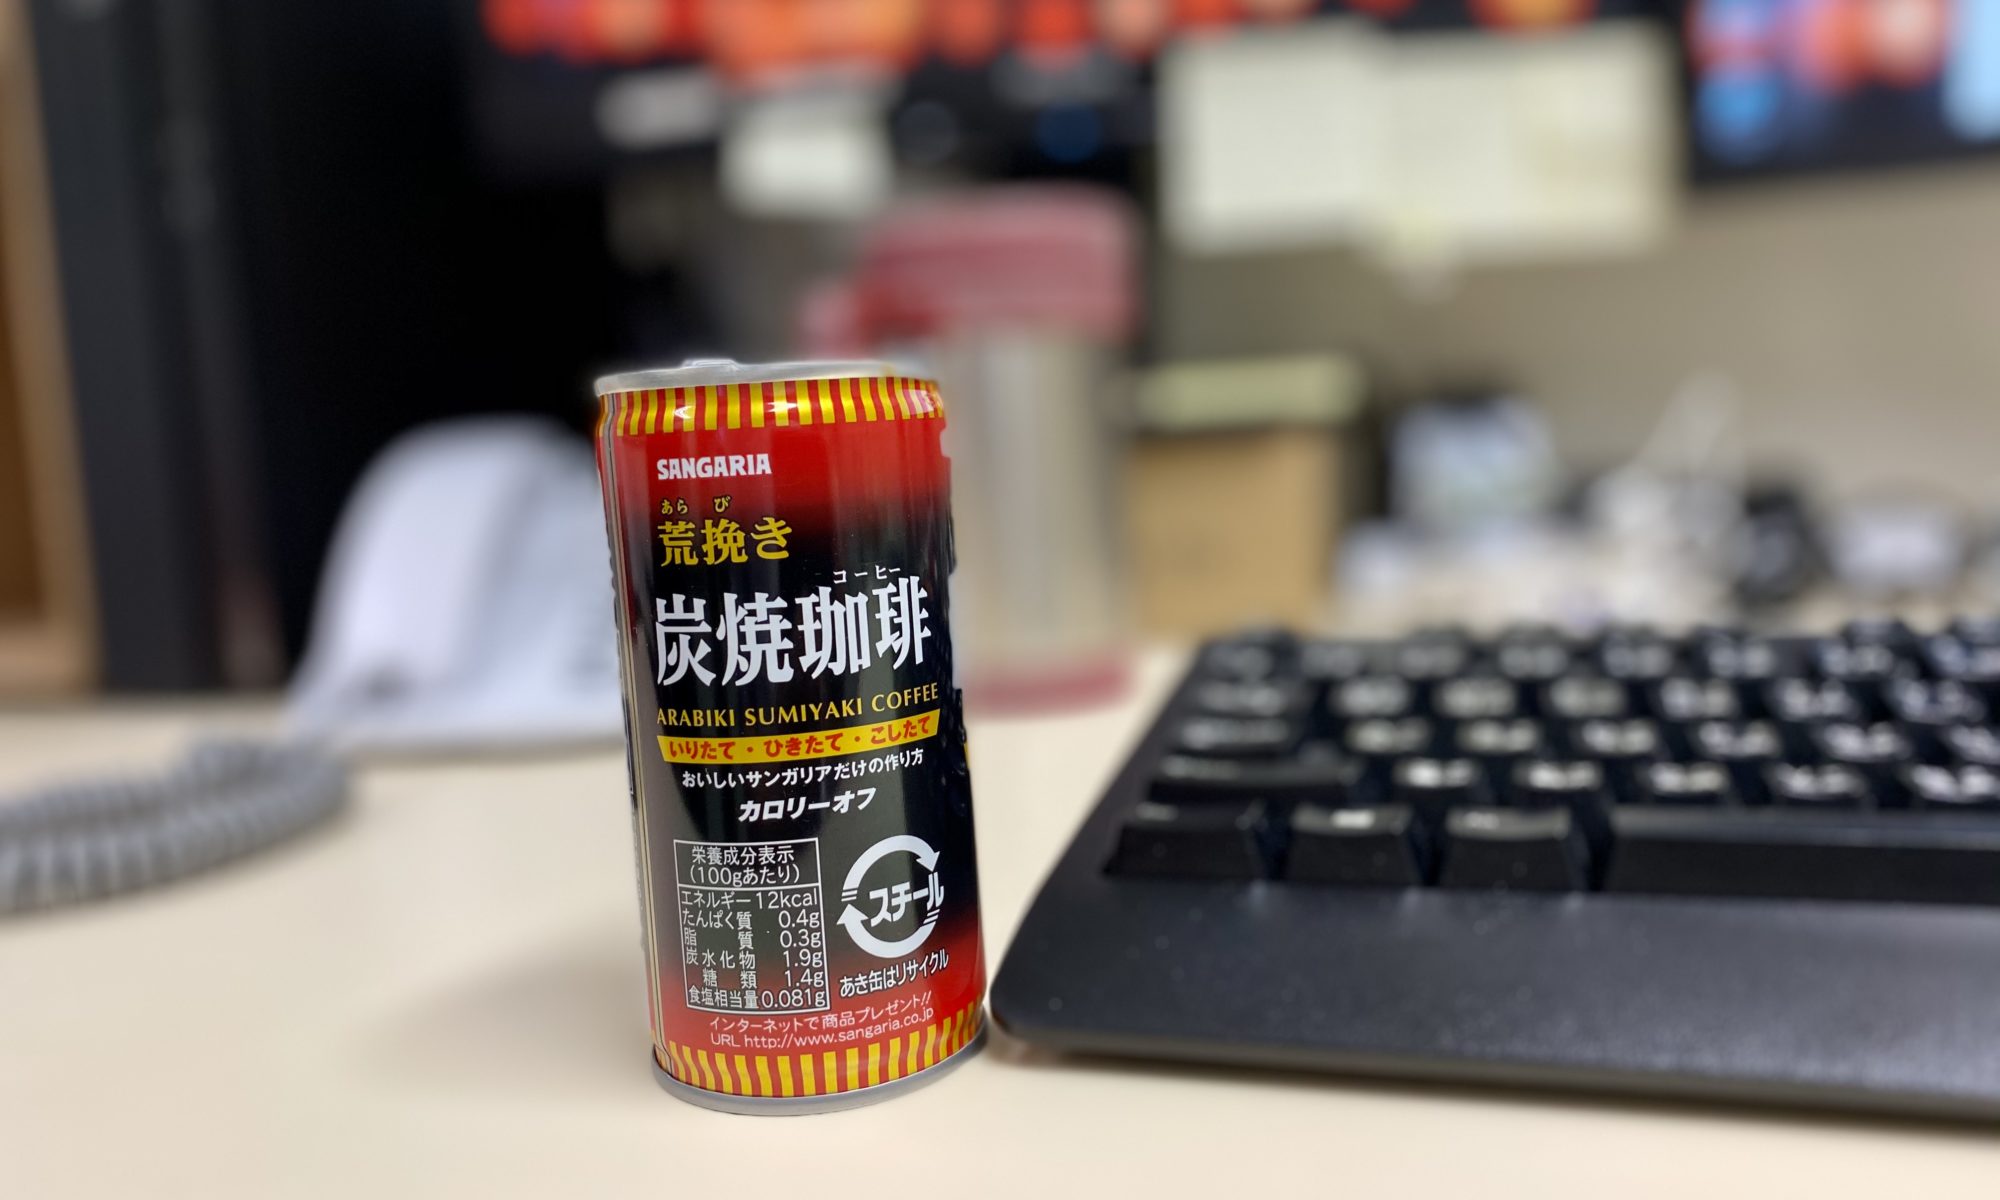 SANGARIA
あら び
荒挽き
コーヒー
炭焼珈琲
ARABIKI SUMIYAKI COFFEE
いりたて・ひきたて・こしたて
おいしいサンガリアだけの作り方
カロリーオフ
栄養成分表示
(100gあたり)
エネルギー 12kcal
たんぱく質 0.4g
脂質 0.3g
炭水化物 1.9g
糖類 1.4g
食塩相当量 0.081g
スチール
あき缶はリサイクル
インターネットで商品プレゼント!!
URL http://www.sangaria.co.jp